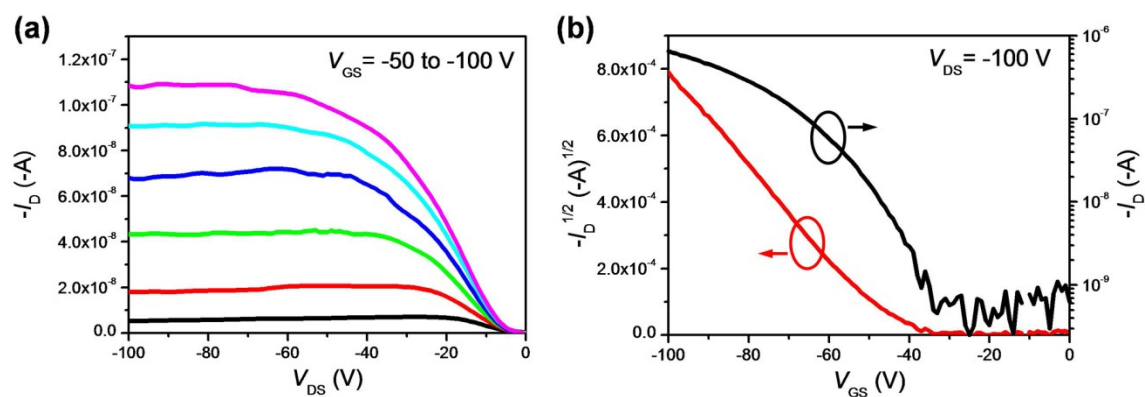 (a)
V_GS = -50 to -100 V
1.2x10^-7
1.0x10^-7
8.0x10^-8
6.0x10^-8
4.0x10^-8
2.0x10^-8
0.0
-I_D (-A)
-100 -80 -60 -40 -20 0
V_DS (V)
(b)
V_DS = -100 V
8.0x10^-4
6.0x10^-4
4.0x10^-4
2.0x10^-4
0.0
-I_D^1/2 (-A)^1/2
10^-6
10^-7
10^-8
10^-9
-I_D (-A)
-100 -80 -60 -40 -20 0
V_GS (V)